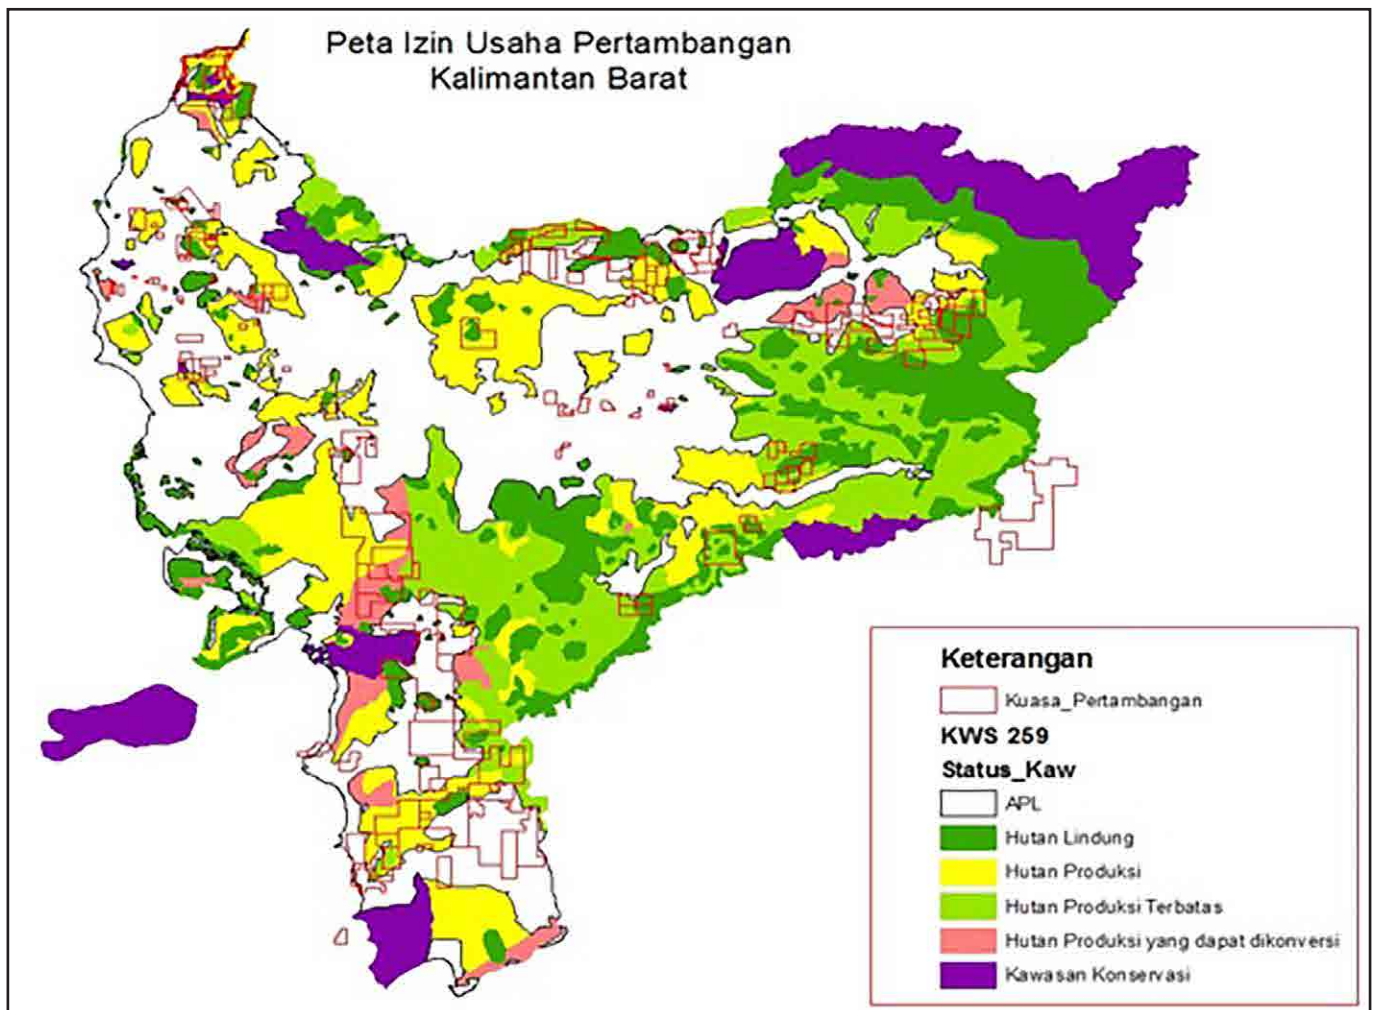 Peta Izin Usaha Pertambangan
Kalimantan Barat
Keterangan
Kuasa_Pertambangan
KWS 259
Status_Kaw
APL
Hutan Lindung
Hutan Produksi
Hutan Produksi Terbatas
Hutan Produksi yang dapat dikonversi
Kawasan Konservasi